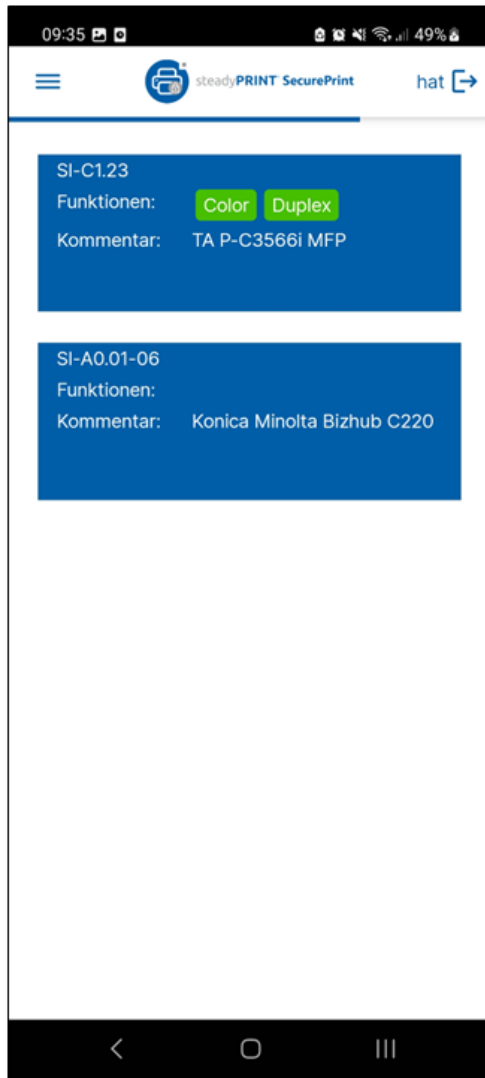 09:35 49%
steadyPRINT SecurePrint hat
SI-C1.23
Funktionen: Color Duplex
Kommentar: TA P-C3566i MFP
SI-A0.01-06
Funktionen:
Kommentar: Konica Minolta Bizhub C220